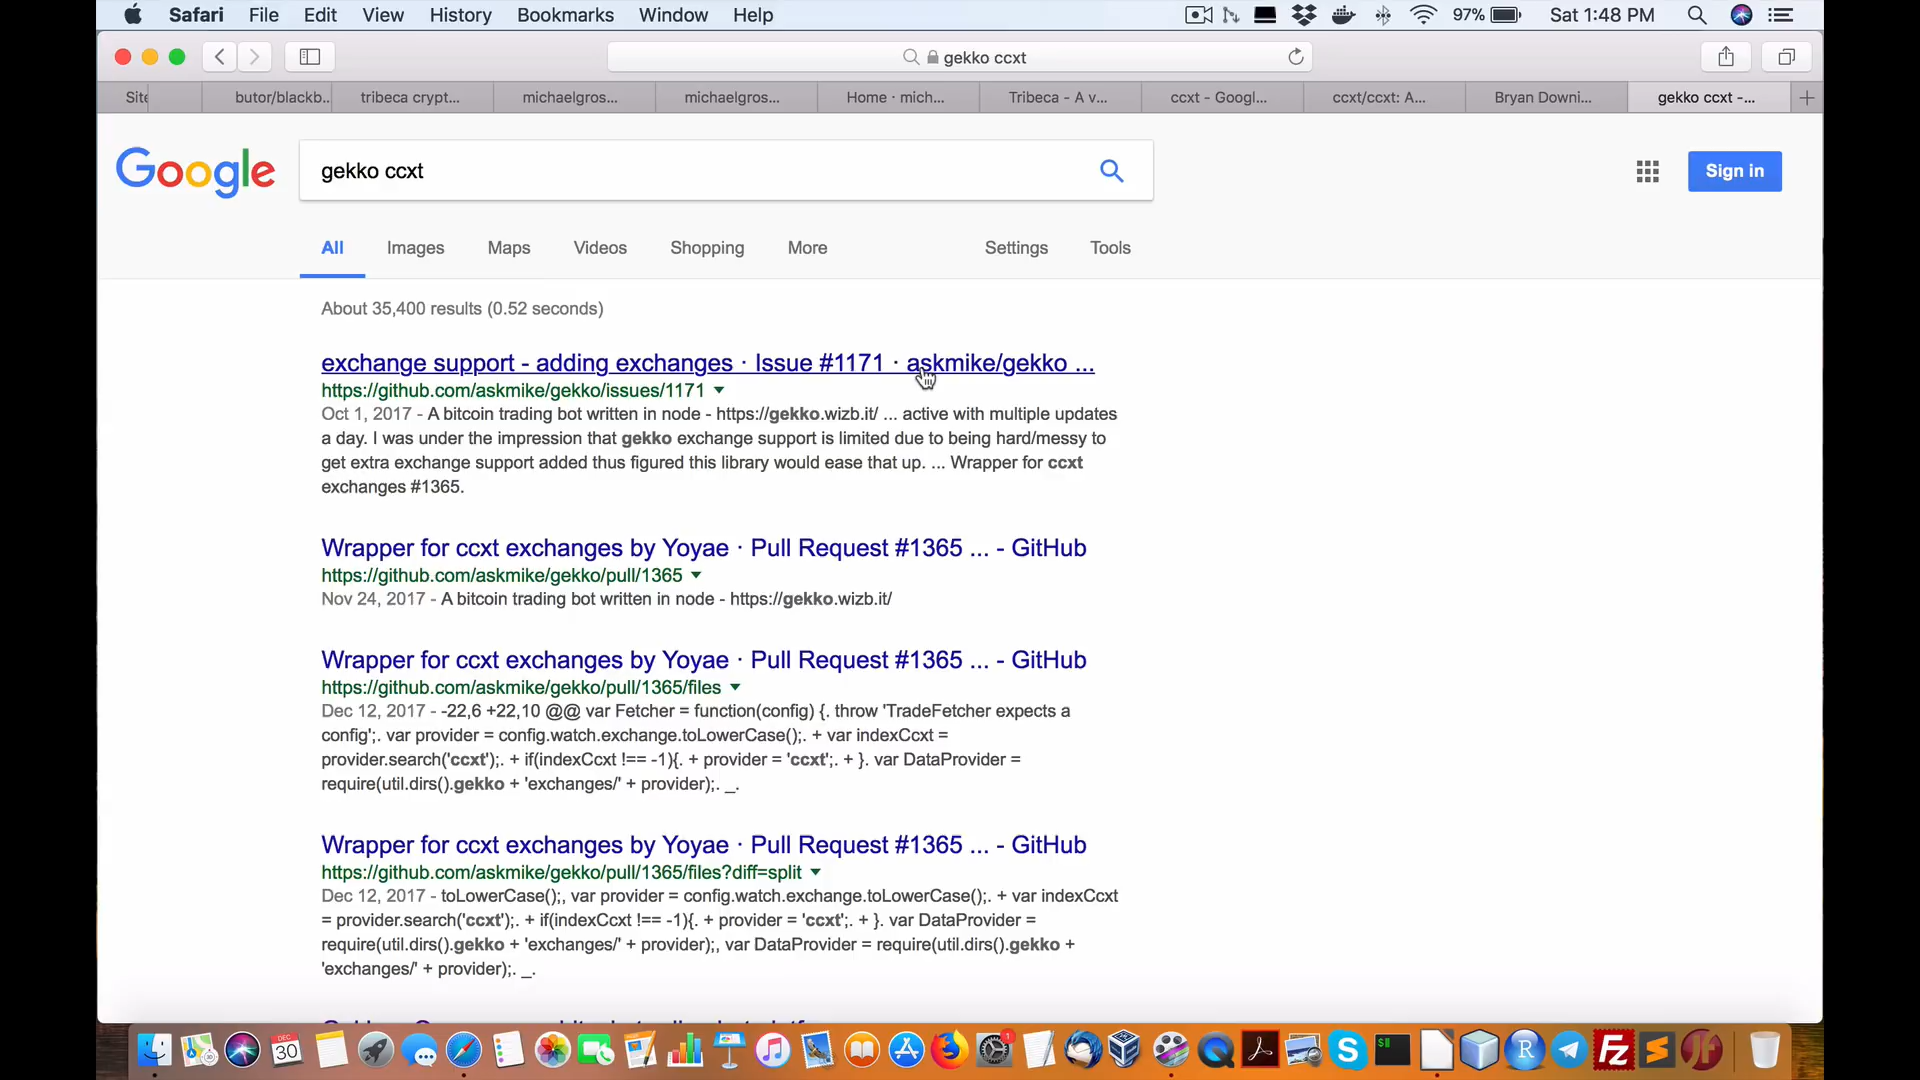 Safari File Edit View History Bookmarks Window Help 97% Sat 1:48 PM
gekko ccxt
Site butor/blackb... tribeca crypt... michaelgros... michaelgros... Home · mich... Tribeca - A v... ccxt - Googl... ccxt/ccxt: A... Bryan Downi... gekko ccxt -...
Google gekko ccxt Sign in
All Images Maps Videos Shopping More Settings Tools
About 35,400 results (0.52 seconds)
exchange support - adding exchanges · Issue #1171 · askmike/gekko ...
https://github.com/askmike/gekko/issues/1171
Oct 1, 2017 - A bitcoin trading bot written in node - https://gekko.wizb.it/ ... active with multiple updates
a day. I was under the impression that gekko exchange support is limited due to being hard/messy to
get extra exchange support added thus figured this library would ease that up. ... Wrapper for ccxt
exchanges #1365.
Wrapper for ccxt exchanges by Yoyae · Pull Request #1365 ... - GitHub
https://github.com/askmike/gekko/pull/1365
Nov 24, 2017 - A bitcoin trading bot written in node - https://gekko.wizb.it/
Wrapper for ccxt exchanges by Yoyae · Pull Request #1365 ... - GitHub
https://github.com/askmike/gekko/pull/1365/files
Dec 12, 2017 - -22,6 +22,10 @@ var Fetcher = function(config) {. throw 'TradeFetcher expects a
config';. var provider = config.watch.exchange.toLowerCase();. + var indexCcxt =
provider.search('ccxt');. + if(indexCcxt !== -1){. + provider = 'ccxt';. + }. var DataProvider =
require(util.dirs().gekko + 'exchanges/' + provider);. _.
Wrapper for ccxt exchanges by Yoyae · Pull Request #1365 ... - GitHub
https://github.com/askmike/gekko/pull/1365/files?diff=split
Dec 12, 2017 - toLowerCase();, var provider = config.watch.exchange.toLowerCase();. + var indexCcxt
= provider.search('ccxt');. + if(indexCcxt !== -1){. + provider = 'ccxt';. + }. var DataProvider =
require(util.dirs().gekko + 'exchanges/' + provider);, var DataProvider = require(util.dirs().gekko +
'exchanges/' + provider);. _.
DEC
30
1
S
$
R
Fz
S
JF